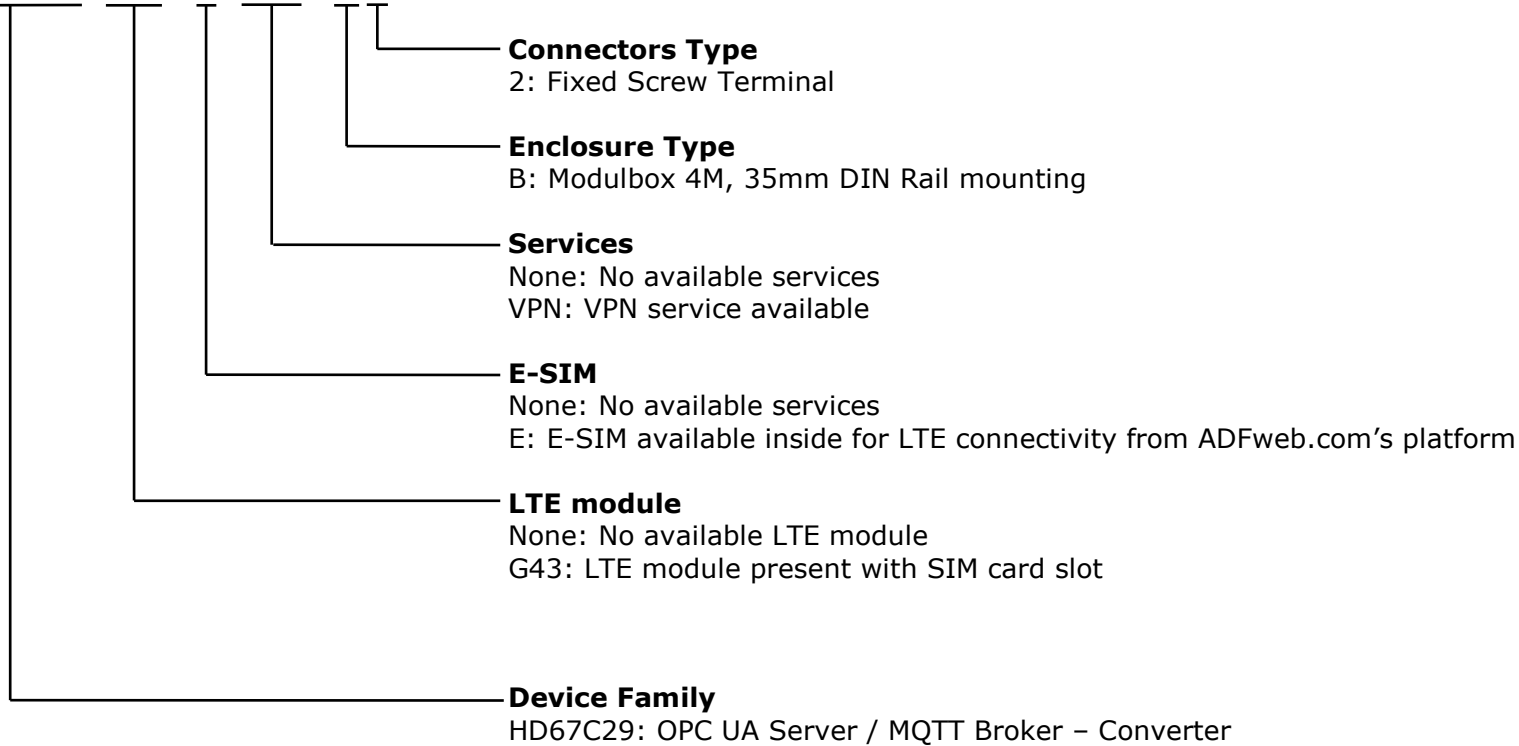 Connectors Type
2: Fixed Screw Terminal
Enclosure Type
B: Modulbox 4M, 35mm DIN Rail mounting
Services
None: No available services
VPN: VPN service available
E-SIM
None: No available services
E: E-SIM available inside for LTE connectivity from ADFweb.com’s platform
LTE module
None: No available LTE module
G43: LTE module present with SIM card slot
Device Family
HD67C29: OPC UA Server / MQTT Broker – Converter